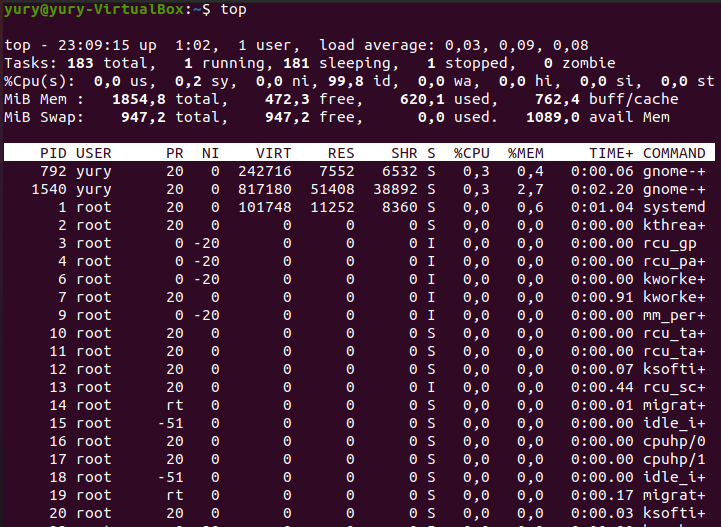 yury@yury-VirtualBox:~$ top
top - 23:09:15 up  1:02,  1 user,  load average: 0,03, 0,09, 0,08
Tasks: 183 total,   1 running, 181 sleeping,   1 stopped,   0 zombie
%Cpu(s):  0,0 us,  0,2 sy,  0,0 ni, 99,8 id,  0,0 wa,  0,0 hi,  0,0 si,  0,0 st
MiB Mem :   1854,8 total,    472,3 free,    620,1 used,    762,4 buff/cache
MiB Swap:    947,2 total,    947,2 free,      0,0 used.   1089,0 avail Mem
PID USER      PR  NI    VIRT    RES    SHR S  %CPU  %MEM     TIME+ COMMAND
792 yury      20   0  242716   7552   6532 S   0,3   0,4   0:00.06 gnome-+
1540 yury      20   0  817180  51408  38892 S   0,3   2,7   0:02.20 gnome-+
1 root      20   0  101748  11252   8360 S   0,0   0,6   0:01.04 systemd
2 root      20   0       0      0      0 S   0,0   0,0   0:00.00 kthrea+
3 root       0 -20       0      0      0 I   0,0   0,0   0:00.00 rcu_gp
4 root       0 -20       0      0      0 I   0,0   0,0   0:00.00 rcu_pa+
6 root       0 -20       0      0      0 I   0,0   0,0   0:00.00 kworke+
7 root      20   0       0      0      0 I   0,0   0,0   0:00.91 kworke+
9 root       0 -20       0      0      0 I   0,0   0,0   0:00.00 mm_per+
10 root      20   0       0      0      0 S   0,0   0,0   0:00.00 rcu_ta+
11 root      20   0       0      0      0 S   0,0   0,0   0:00.00 rcu_ta+
12 root      20   0       0      0      0 S   0,0   0,0   0:00.07 ksofti+
13 root      20   0       0      0      0 I   0,0   0,0   0:00.44 rcu_sc+
14 root      rt   0       0      0      0 S   0,0   0,0   0:00.01 migrat+
15 root     -51   0       0      0      0 S   0,0   0,0   0:00.00 idle_i+
16 root      20   0       0      0      0 S   0,0   0,0   0:00.00 cpuhp/0
17 root      20   0       0      0      0 S   0,0   0,0   0:00.00 cpuhp/1
18 root     -51   0       0      0      0 S   0,0   0,0   0:00.00 idle_i+
19 root      rt   0       0      0      0 S   0,0   0,0   0:00.17 migrat+
20 root      20   0       0      0      0 S   0,0   0,0   0:00.03 ksofti+